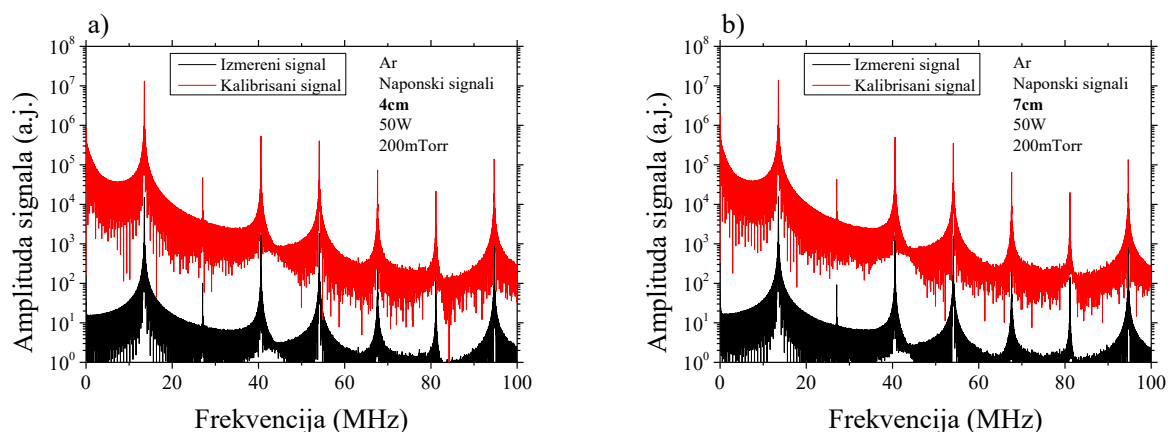 a)
Amplituda signala (a.j.)
10^8
10^7
10^6
10^5
10^4
10^3
10^2
10^1
10^0
Izmereni signal
Kalibrisani signal
Ar
Naponski signali
4cm
50W
200mTorr
0 20 40 60 80 100
Frekvencija (MHz)
b)
Amplituda signala (a.j.)
10^8
10^7
10^6
10^5
10^4
10^3
10^2
10^1
10^0
Izmereni signal
Kalibrisani signal
Ar
Naponski signali
7cm
50W
200mTorr
0 20 40 60 80 100
Frekvencija (MHz)